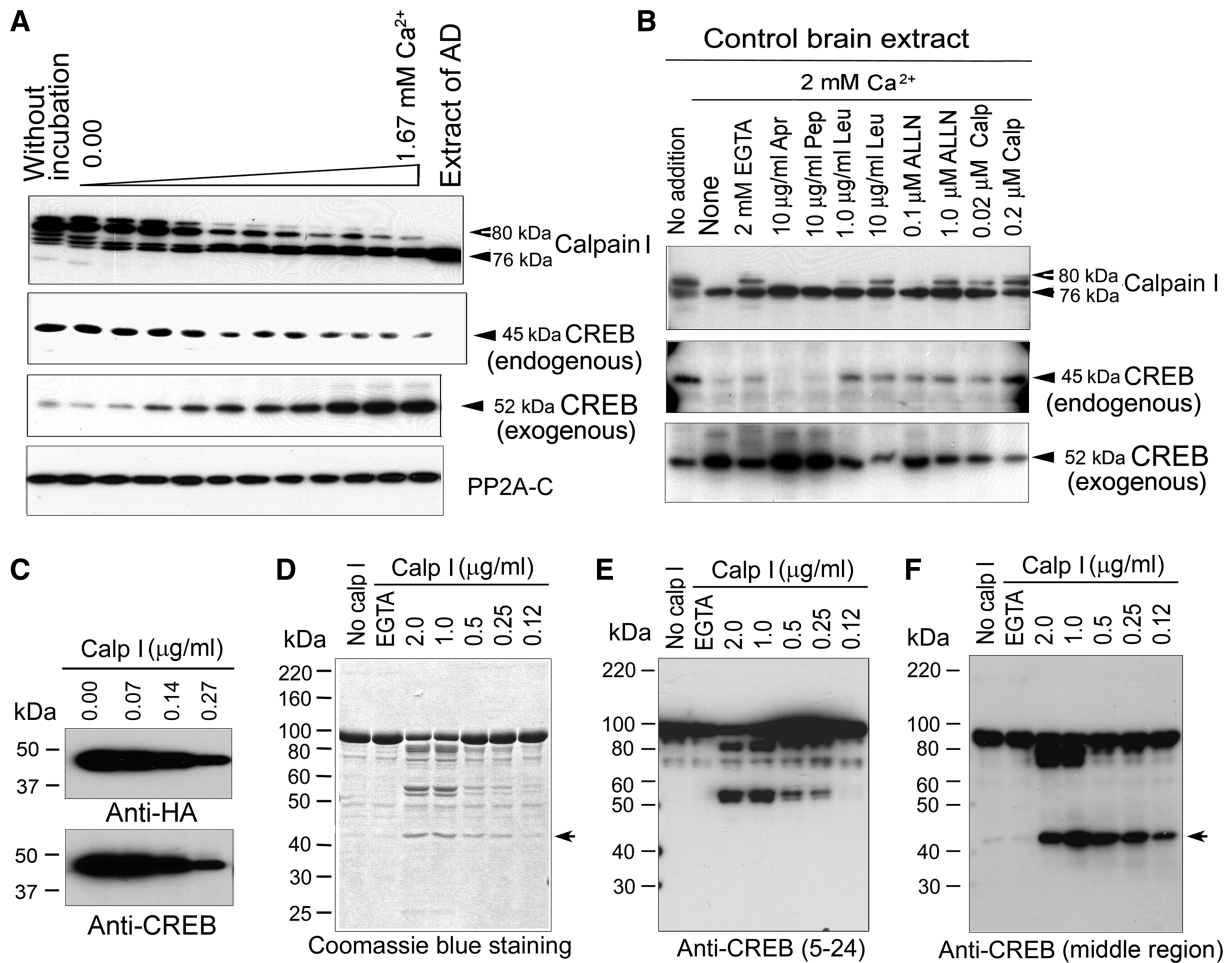 A
Without incubation
0.00
1.67 mM Ca2+
Extract of AD
80 kDa
76 kDa
Calpain I
45 kDa CREB
(endogenous)
52 kDa CREB
(exogenous)
PP2A-C
B
Control brain extract
2 mM Ca2+
No addition
None
2 mM EGTA
10 µg/ml Apr
10 µg/ml Pep
1.0 µg/ml Leu
10 µg/ml Leu
0.1 µM ALLN
1.0 µM ALLN
0.02 µM Calp
0.2 µM Calp
80 kDa
76 kDa
Calpain I
45 kDa CREB
(endogenous)
52 kDa CREB
(exogenous)
C
Calp I (µg/ml)
kDa
0.00
0.07
0.14
0.27
50
37
Anti-HA
50
37
Anti-CREB
D
No calp I
Calp I (µg/ml)
EGTA
2.0
1.0
0.5
0.25
0.12
kDa
220
160
100
80
60
50
40
30
25
Coomassie blue staining
E
No calp I
Calp I (µg/ml)
EGTA
2.0
1.0
0.5
0.25
0.12
kDa
220
100
80
60
50
40
30
Anti-CREB (5-24)
F
No calp I
Calp I (µg/ml)
EGTA
2.0
1.0
0.5
0.25
0.12
kDa
220
100
80
60
50
40
30
Anti-CREB (middle region)